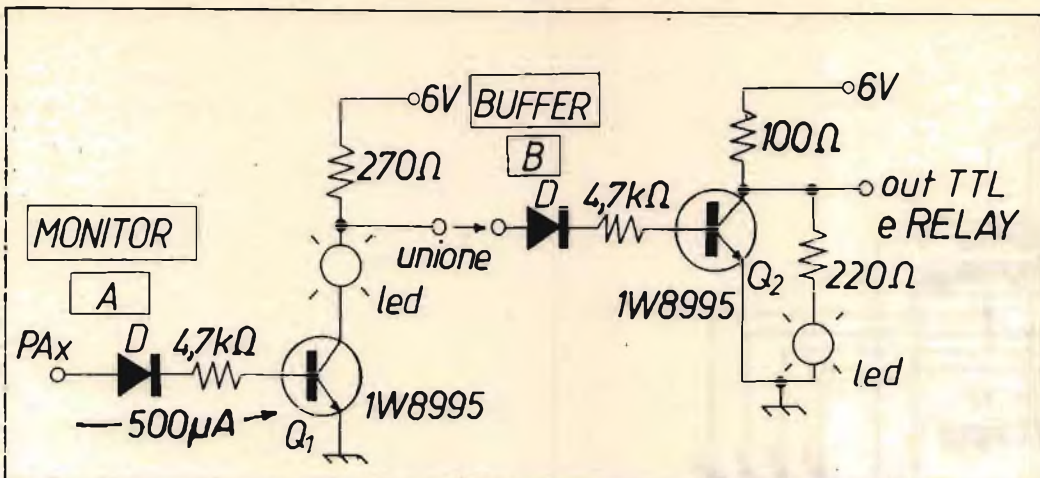 MONITOR
A
PAx
D
4,7kΩ
500μA
Q1
1W8995
led
270Ω
6V
unione
BUFFER
B
D
4,7kΩ
Q2
1W8995
6V
100Ω
out TTL
e RELAY
220Ω
led